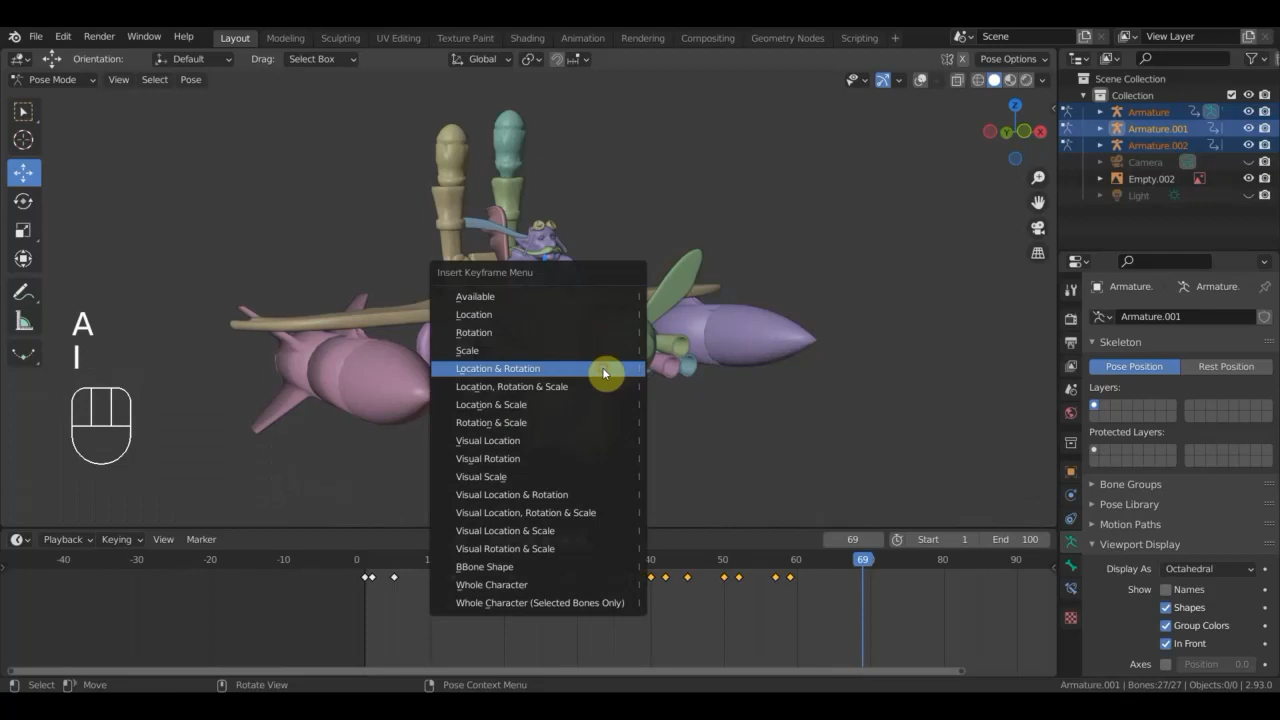 File Edit Render Window Help Layout Modeling Sculpting UV Editing Texture Paint Shading Animation Rendering Compositing Geometry Nodes Scripting + Scene View Layer
Orientation: Default Drag: Select Box Global X Pose Options
Pose Mode View Select Pose
Scene Collection
Collection
Armature
Armature.001
Armature.002
Camera
Empty.002
Light
Z
X
Y
A
I
Insert Keyframe Menu
Available I
Location I
Rotation I
Scale I
Location & Rotation I
Location, Rotation & Scale I
Location & Scale I
Rotation & Scale I
Visual Location I
Visual Rotation I
Visual Scale I
Visual Location & Rotation I
Visual Location, Rotation & Scale I
Visual Location & Scale I
Visual Rotation & Scale I
BBone Shape I
Whole Character I
Whole Character (Selected Bones Only) I
Armature. Armature.
Armature.001
Skeleton
Pose Position Rest Position
Layers:
Protected Layers:
Bone Groups
Pose Library
Motion Paths
Viewport Display
Display As Octahedral
Show Names
Shapes
Group Colors
In Front
Axes Position 0.0
Playback Keying View Marker 69 Start 1 End 100
-40 -30 -20 -10 0 1 40 50 60 69 80 90
Select Move Rotate View Pose Context Menu Armature.001 | Bones:27/27 | Objects:0/0 | 2.93.0